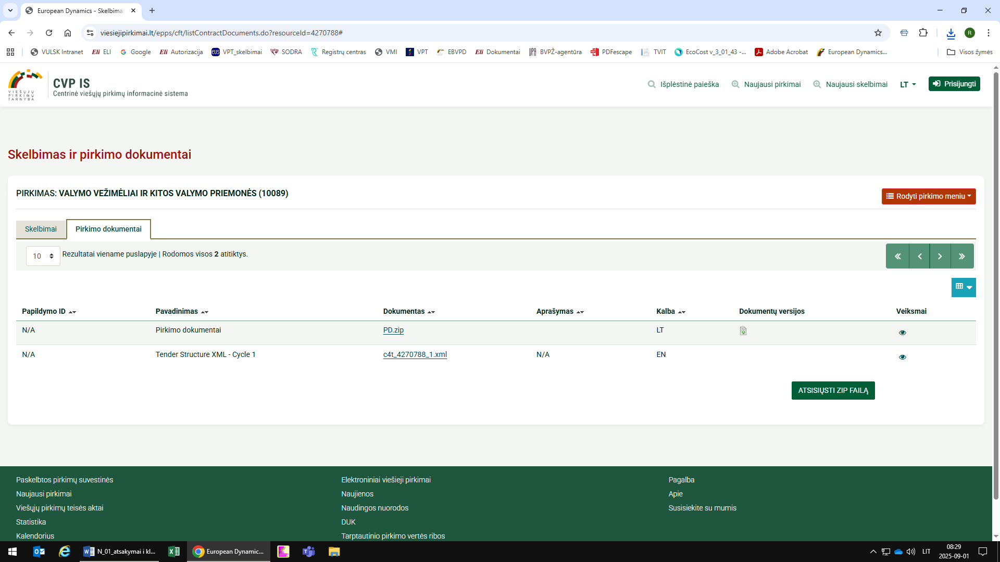 European Dynamics - Skelbima
viesiejipirkimai.lt/epps/cft/listContractDocuments.do?resourceId=4270788#
R
VULSK Intranet
ELI
Google
Autorizacija
VPT_skelbimai
SODRA
Registrų centras
VMI
VPT
EBVPD
Dokumentai
BVPŽ-agentūra
PDFescape
TVIT
EcoCost v_3_01_43 -...
Adobe Acrobat
European Dynamics...
Visos žymės
VIEŠŲJŲ
PIRKIMŲ
TARNYBA
CVP IS
Centrinė viešųjų pirkimų informacinė sistema
Išplėstinė paieška
Naujausi pirkimai
Naujausi skelbimai
LT
Prisijungti
Skelbimas ir pirkimo dokumentai
PIRKIMAS: VALYMO VEŽIMĖLIAI IR KITOS VALYMO PRIEMONĖS (10089)
Rodyti pirkimo meniu
Skelbimai
Pirkimo dokumentai
10
Rezultatai viename puslapyje | Rodomos visos 2 atitiktys.
Papildymo ID
Pavadinimas
Dokumentas
Aprašymas
Kalba
Dokumentų versijos
Veiksmai
N/A
Pirkimo dokumentai
PD.zip
LT
N/A
Tender Structure XML - Cycle 1
c4t_4270788_1.xml
N/A
EN
ATSISIŲSTI ZIP FAILĄ
Paskelbtos pirkimų suvestinės
Naujausi pirkimai
Viešųjų pirkimų teisės aktai
Statistika
Kalendorius
Elektroniniai viešieji pirkimai
Naujienos
Naudingos nuorodos
DUK
Tarptautinio pirkimo vertės ribos
Pagalba
Apie
Susisiekite su mumis
N_01_atsakymai i kl...
European Dynamic...
LIT
08:29
2025-09-01